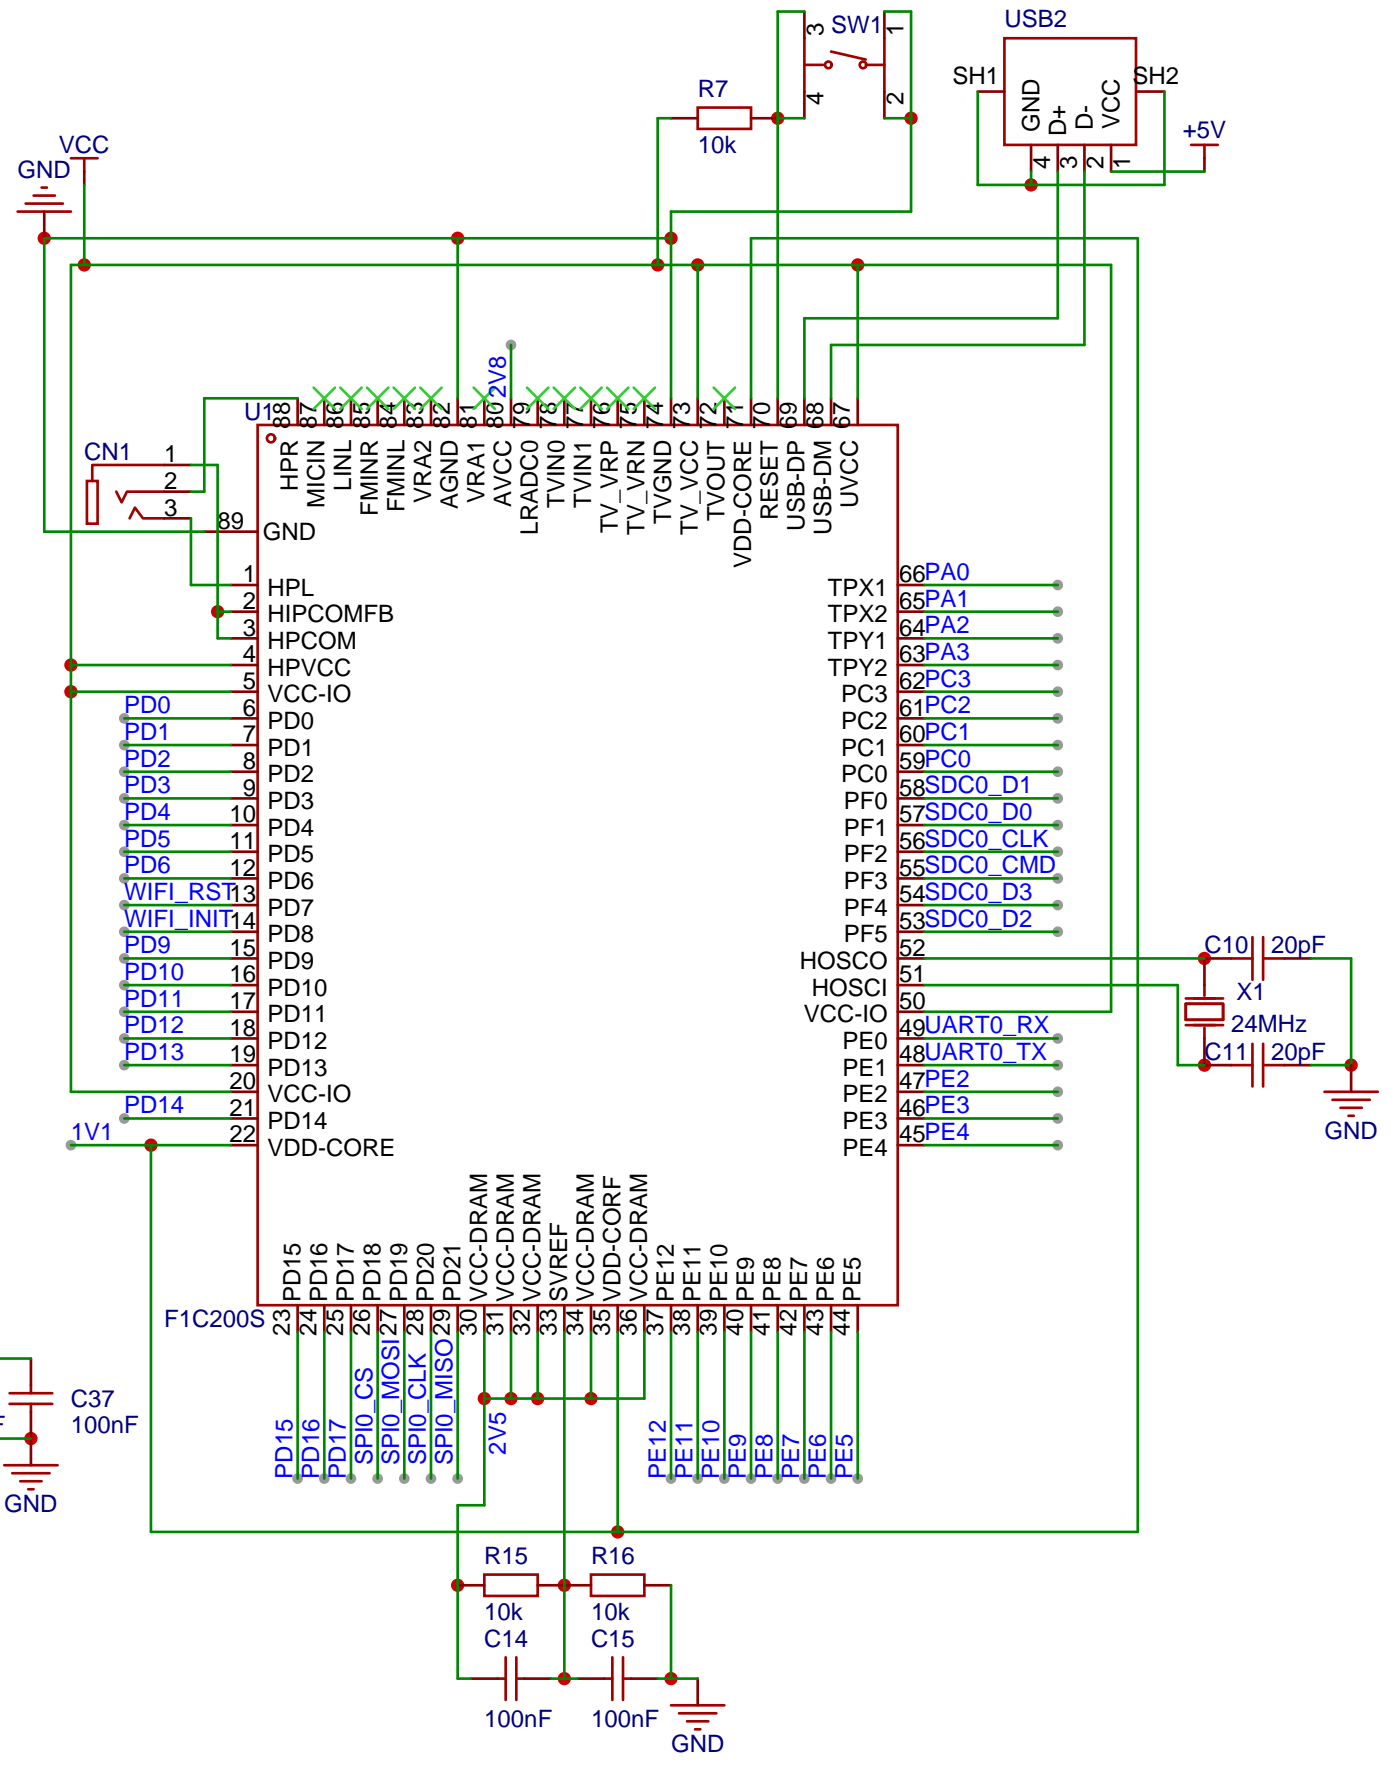 SW1
3
4
1
2
R7
10k
USB2
SH1
SH2
GND
D+
D-
VCC
4
3
2
1
+5V
VCC
GND
2V8
U1
88
87
86
85
84
83
82
81
80
79
78
77
76
75
74
73
72
71
70
69
68
67
HPR
MICIN
LINL
FMINR
FMINL
VRA2
AGND
VRA1
AVCC
LRADC0
TVIN0
TVIN1
TV_VRP
TV_VRN
TVGND
TV_VCC
TVOUT
VDD-CORE
RESET
USB-DP
USB-DM
UVCC
CN1
1
2
3
89 GND
1 HPL
2 HIPCOMFB
3 HPCOM
4 HPVCC
5 VCC-IO
PD0 6 PD0
PD1 7 PD1
PD2 8 PD2
PD3 9 PD3
PD4 10 PD4
PD5 11 PD5
PD6 12 PD6
WIFI_RST 13 PD7
WIFI_INIT 14 PD8
PD9 15 PD9
PD10 16 PD10
PD11 17 PD11
PD12 18 PD12
PD13 19 PD13
20 VCC-IO
PD14 21 PD14
1V1 22 VDD-CORE
TPX1 66 PA0
TPX2 65 PA1
TPY1 64 PA2
TPY2 63 PA3
PC3 62 PC3
PC2 61 PC2
PC1 60 PC1
PC0 59 PC0
PF0 58 SDC0_D1
PF1 57 SDC0_D0
PF2 56 SDC0_CLK
PF3 55 SDC0_CMD
PF4 54 SDC0_D3
PF5 53 SDC0_D2
HOSCO 52
HOSCI 51
VCC-IO 50
PE0 49 UART0_RX
PE1 48 UART0_TX
PE2 47 PE2
PE3 46 PE3
PE4 45 PE4
C10 20pF
X1
24MHz
C11 20pF
GND
PD15
PD16
PD17
PD18
PD19
PD20
PD21
VCC-DRAM
VCC-DRAM
VCC-DRAM
SVREF
VCC-DRAM
VDD-CORF
VCC-DRAM
PE12
PE11
PE10
PE9
PE8
PE7
PE6
PE5
F1C200S
23
24
25
26
27
28
29
30
31
32
33
34
35
36
37
38
39
40
41
42
43
44
PD15
PD16
PD17
SPI0_CS
SPI0_MOSI
SPI0_CLK
SPI0_MISO
2V5
PE12
PE11
PE10
PE9
PE8
PE7
PE6
PE5
C37
100nF
F
GND
R15
10k
C14
100nF
R16
10k
C15
100nF
GND